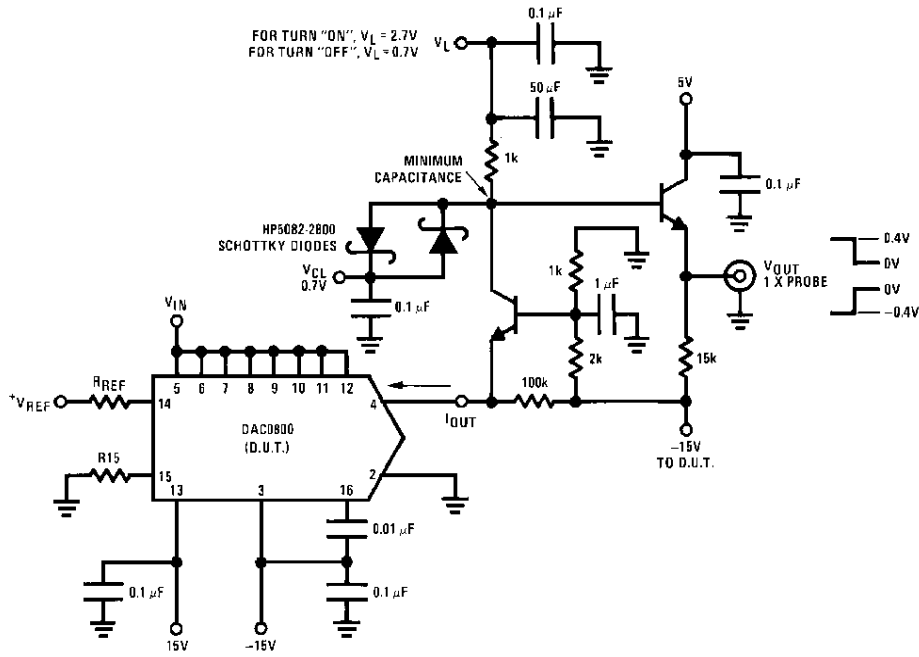 0.1 µF
FOR TURN "ON", VL = 2.7V
FOR TURN "OFF", VL = 0.7V
VL
50 µF
5V
1k
MINIMUM
CAPACITANCE
0.1 µF
HP5082-2800
SCHOTTKY DIODES
VCL
0.7V
0.1 µF
1k
1 µF
2k
VOUT
1 X PROBE
0.4V
0V
0V
-0.4V
15k
VIN
5 6 7 8 9 10 11 12
+VREF
RREF
14
DAC0800
(D.U.T.)
4
IOUT
100k
-15V
TO D.U.T.
R15
15
13
3
16
2
0.01 µF
0.1 µF
0.1 µF
15V
-15V